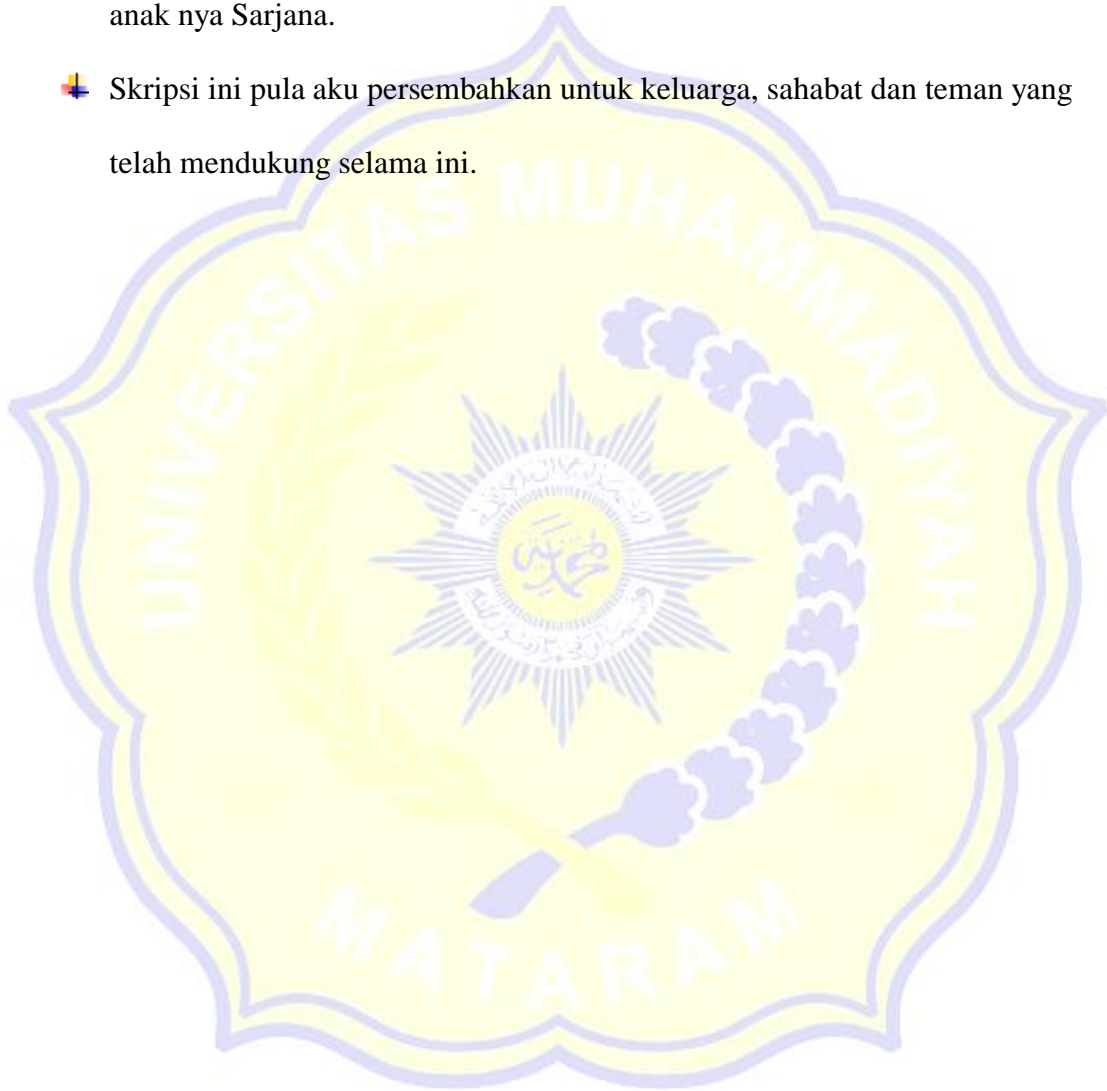 anak nya Sarjana.
Skripsi ini pula aku persembahkan untuk keluarga, sahabat dan teman yang
telah mendukung selama ini.
UNIVERSITAS MUHAMMADIYAH
MATARAM